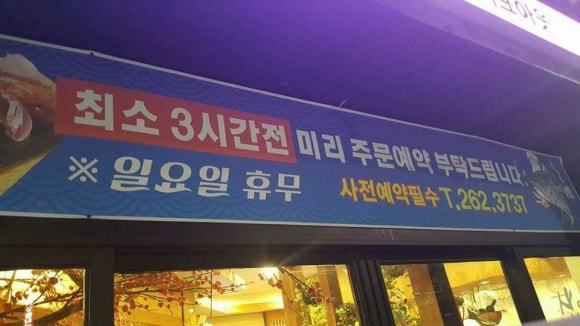 최소 3시간전 미리 주문예약 부탁드립니다.
※ 일요일 휴무 사전예약필수 T.262.3737